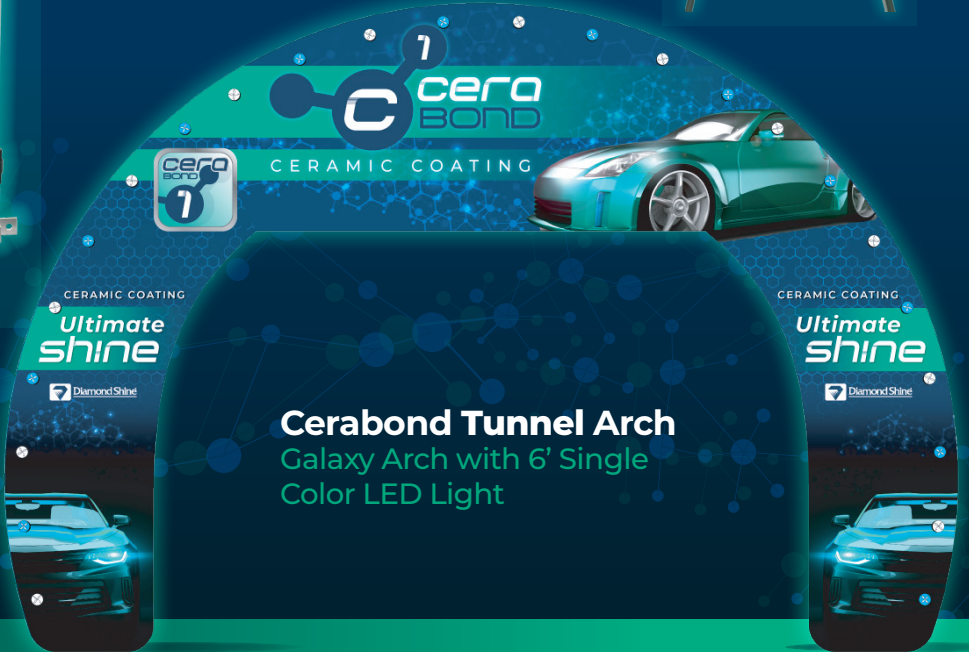 1
C
cera
BOND
CERAMIC COATING
cera
BOND
1
CERAMIC COATING
Ultimate
shine
Diamond Shine
CERAMIC COATING
Ultimate
shine
Diamond Shine
Cerabond Tunnel Arch
Galaxy Arch with 6’ Single
Color LED Light